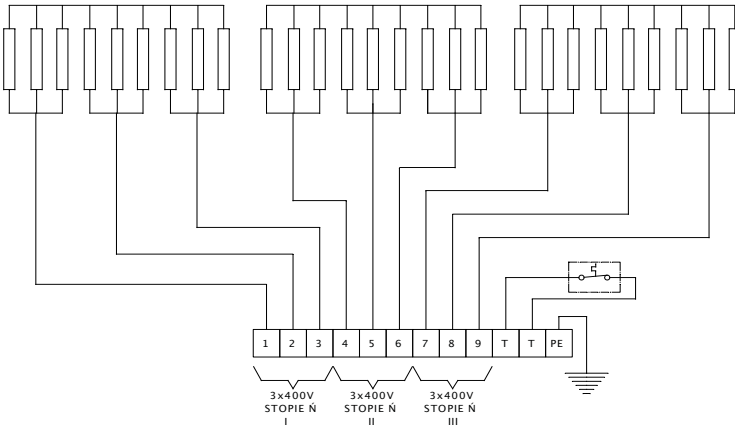 1 2 3 4 5 6 7 8 9 T T PE
3x400V
STOPIE Ń
I
3x400V
STOPIE Ń
II
3x400V
STOPIE Ń
III